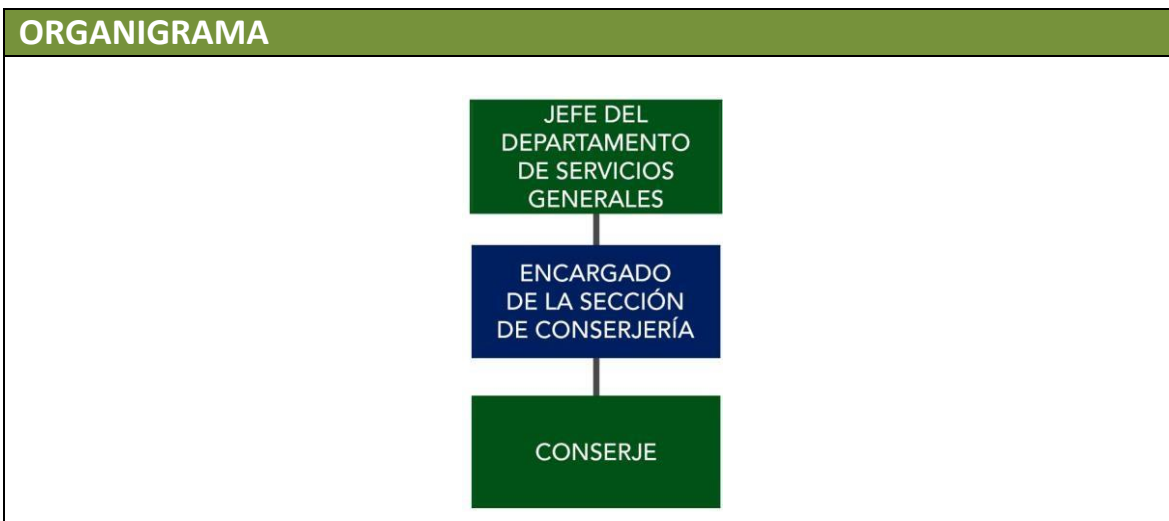 ORGANIGRAMA
JEFE DEL
DEPARTAMENTO
DE SERVICIOS
GENERALES
ENCARGADO
DE LA SECCIÓN
DE CONSERJERÍA
CONSERJE